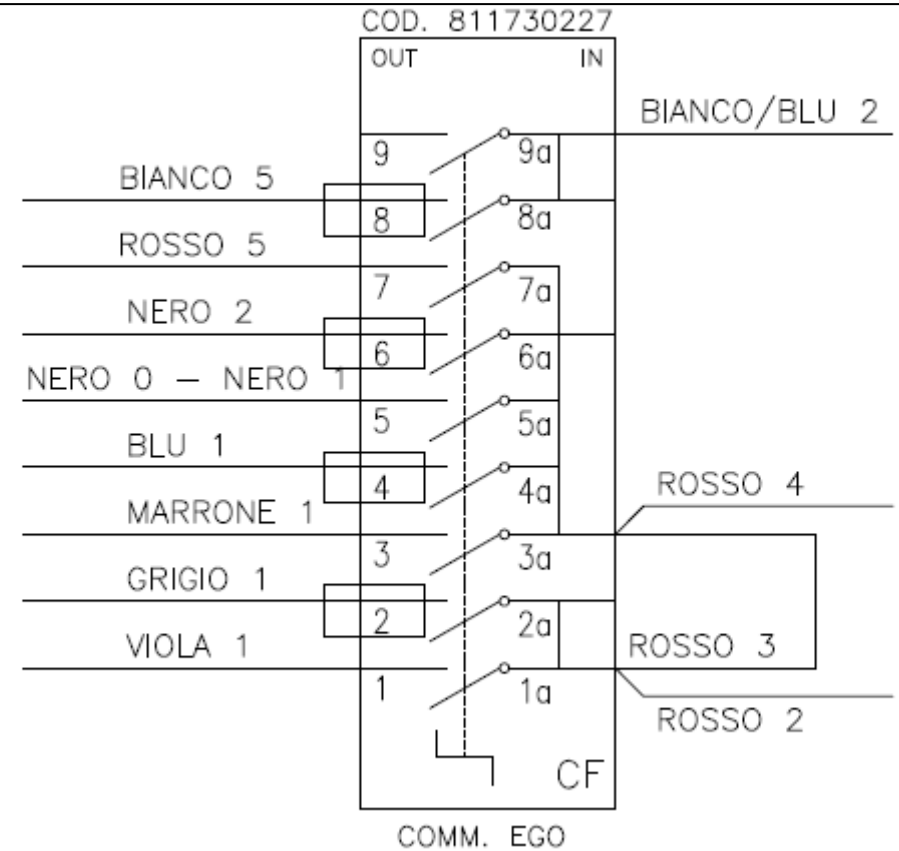 COD. 811730227
OUT IN
BIANCO/BLU 2
9 9a
BIANCO 5
8 8a
ROSSO 5
7 7a
NERO 2
6 6a
NERO 0 – NERO 1
5 5a
BLU 1
4 4a
ROSSO 4
MARRONE 1
3 3a
GRIGIO 1
2 2a
VIOLA 1 ROSSO 3
1 1a
ROSSO 2
CF
COMM. EGO